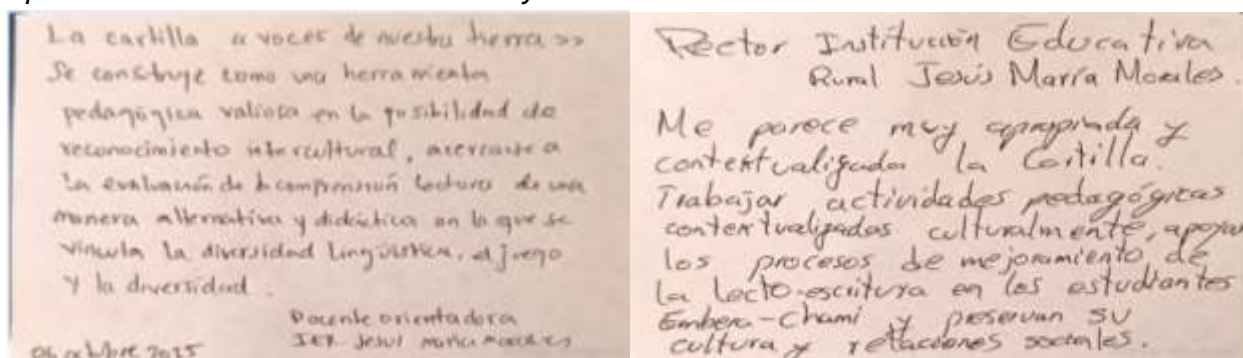 La cartilla « voces de nuestra tierra >>
Se construye como una herramienta
pedagógica valiosa en la posibilidad de
reconocimiento intercultural, acercarse a
la evaluación de la comprensión lectora de una
manera alternativa y didáctica en la que se
vincula la diversidad lingüística, el juego
y la diversidad.
Docente orientadora
IER Jesús María Morales
06 octubre 2025
Rector Institución Educativa
Rural Jesús María Morales.
Me parece muy apropiada y
contextualizada la Cartilla.
Trabajar actividades pedagógicas
contextualizadas culturalmente, apoyan
los procesos de mejoramiento de
la lecto-escritura en los estudiantes
Embera-Chamí y preservan su
cultura y relaciones sociales.